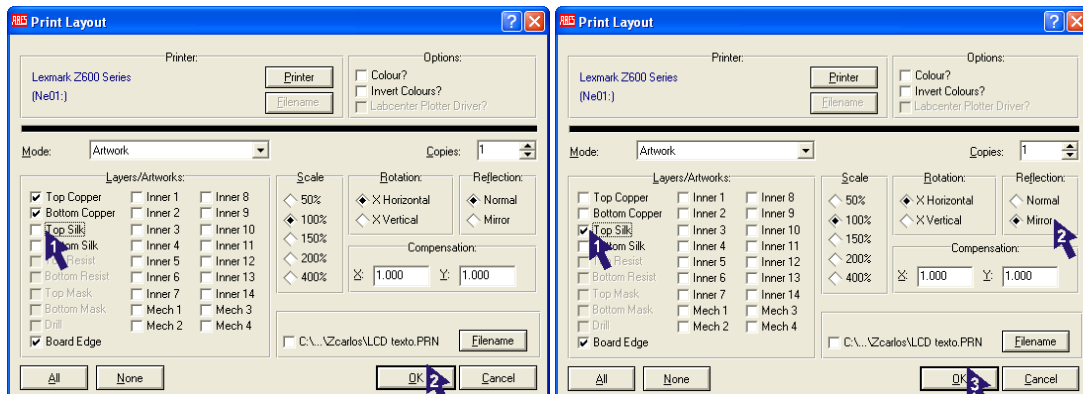 ARES Print Layout
Printer:
Options:
Lexmark Z600 Series
Printer
Colour?
(Ne01:)
Filename
Invert Colours?
Labcenter Plotter Driver?
Mode: Artwork Copies: 1
Layers/Artworks: Scale Rotation: Reflection:
Top Copper Inner 1 Inner 8 50% X Horizontal Normal
Bottom Copper Inner 2 Inner 9 100% X Vertical Mirror
Top Silk Inner 3 Inner 10 150%
1 Bottom Silk Inner 4 Inner 11 200% Compensation:
Top Resist Inner 5 Inner 12 400% X: 1.000 Y: 1.000
Bottom Resist Inner 6 Inner 13
Top Mask Inner 7 Inner 14
Bottom Mask Mech 1 Mech 3
Drill Mech 2 Mech 4
Board Edge C:\...\Zcarlos\LCD texto.PRN Filename
All None OK 2 Cancel
ARES Print Layout
Printer:
Options:
Lexmark Z600 Series
Printer
Colour?
(Ne01:)
Filename
Invert Colours?
Labcenter Plotter Driver?
Mode: Artwork Copies: 1
Layers/Artworks: Scale Rotation: Reflection:
Top Copper Inner 1 Inner 8 50% X Horizontal Normal
Bottom Copper Inner 2 Inner 9 100% X Vertical Mirror 2
Top Silk Inner 3 Inner 10 150%
1 Bottom Silk Inner 4 Inner 11 200% Compensation:
Inner 5 Inner 12 400% X: 1.000 Y: 1.000
Bottom Resist Inner 6 Inner 13
Top Mask Inner 7 Inner 14
Bottom Mask Mech 1 Mech 3
Drill Mech 2 Mech 4
Board Edge C:\...\Zcarlos\LCD texto.PRN Filename
All None OK 3 Cancel